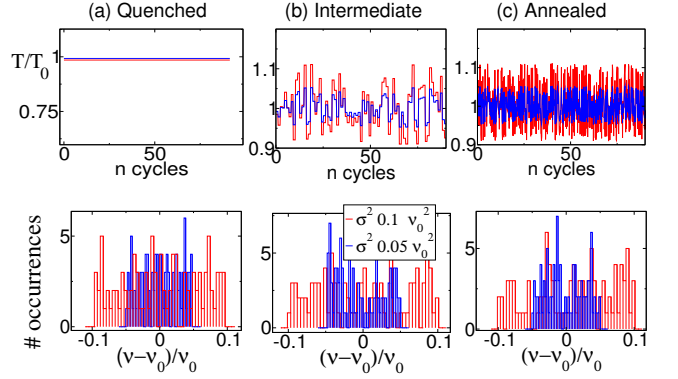 (a) Quenched (b) Intermediate (c) Annealed
T/T0 1 0.75
1.1 1 0.9
1.1 1 0.9
0 50
0 50
0 50
n cycles n cycles n cycles
# occurrences
5 0
5 0
5 0
σ² 0.1 ν0²
σ² 0.05 ν0²
-0.1 0 0.1
-0.1 0 0.1
-0.1 0 0.1
(ν−ν0)/ν0 (ν−ν0)/ν0 (ν−ν0)/ν0